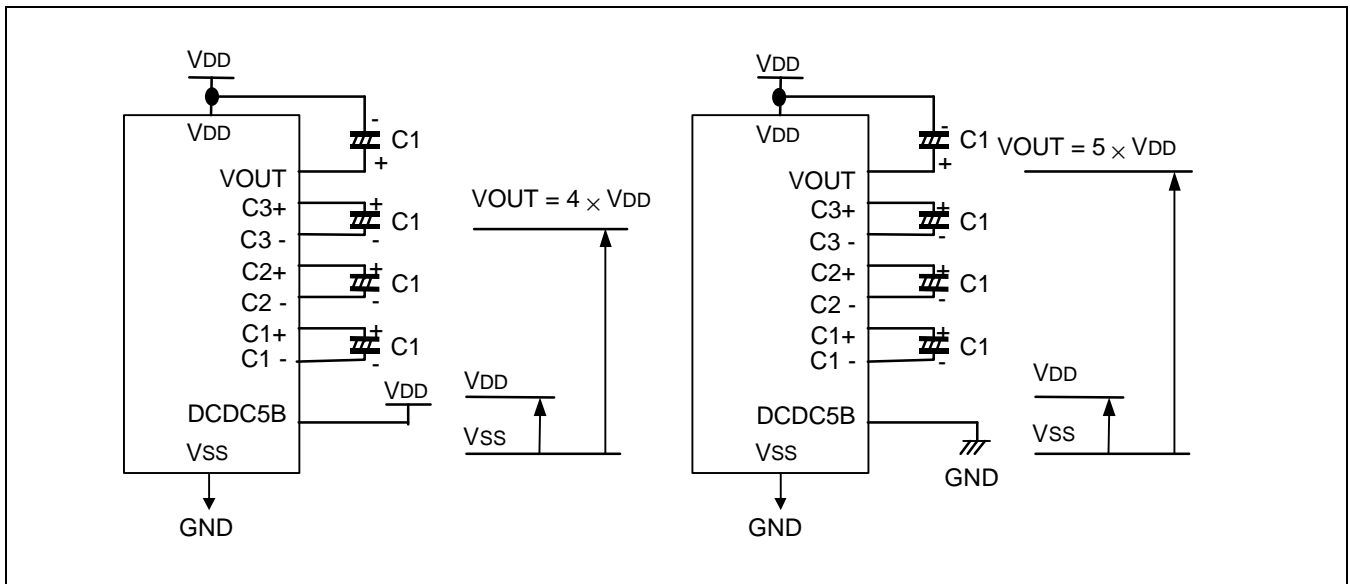 VDD
VDD
-
C1
+
VOUT
C3+
+
C1
C3 -
-
C2+
+
C1
C2 -
-
C1+
+
C1
C1 -
-
VDD
DCDC5B
VSS
GND
VOUT = 4 × VDD
VDD
VSS
VDD
VDD
-
C1
+
VOUT
C3+
+
C1
C3 -
-
C2+
+
C1
C2 -
-
C1+
+
C1
C1 -
-
DCDC5B
GND
VSS
GND
VOUT = 5 × VDD
VDD
VSS